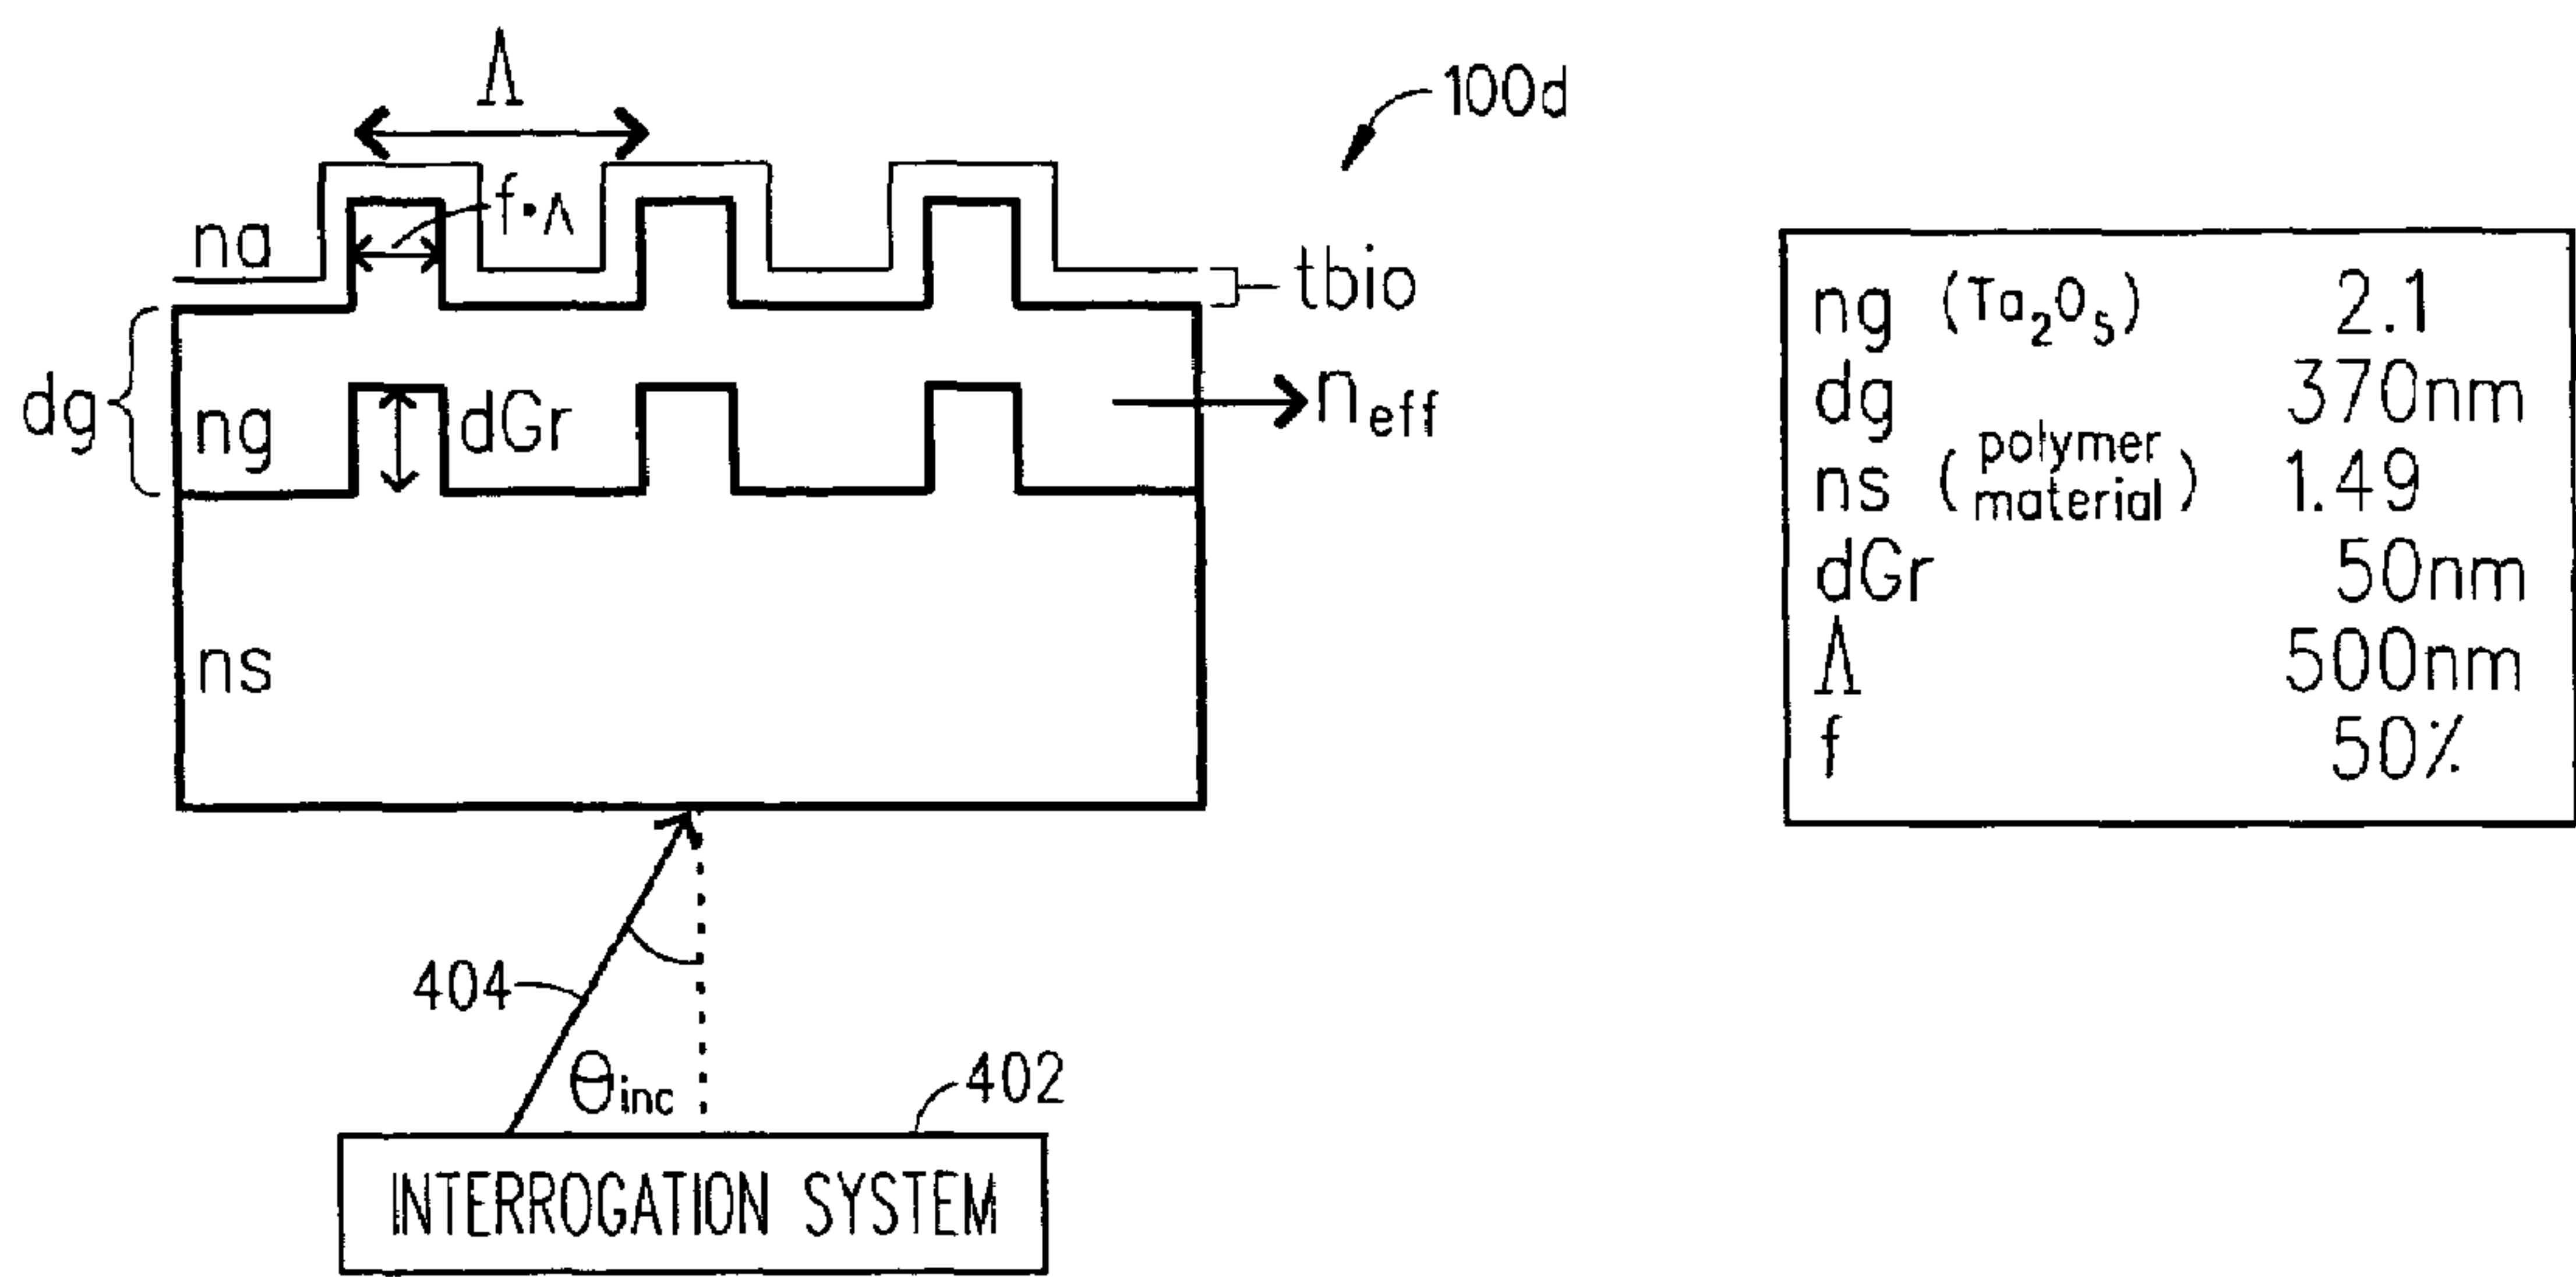 Λ
100d
f·Λ
na
tbio
dg
ng
dGr
neff
ns
404
θinc
402
INTERROGATION SYSTEM
ng (Ta2O5) 2.1
dg 370nm
ns (polymer material) 1.49
dGr 50nm
Λ 500nm
f 50%